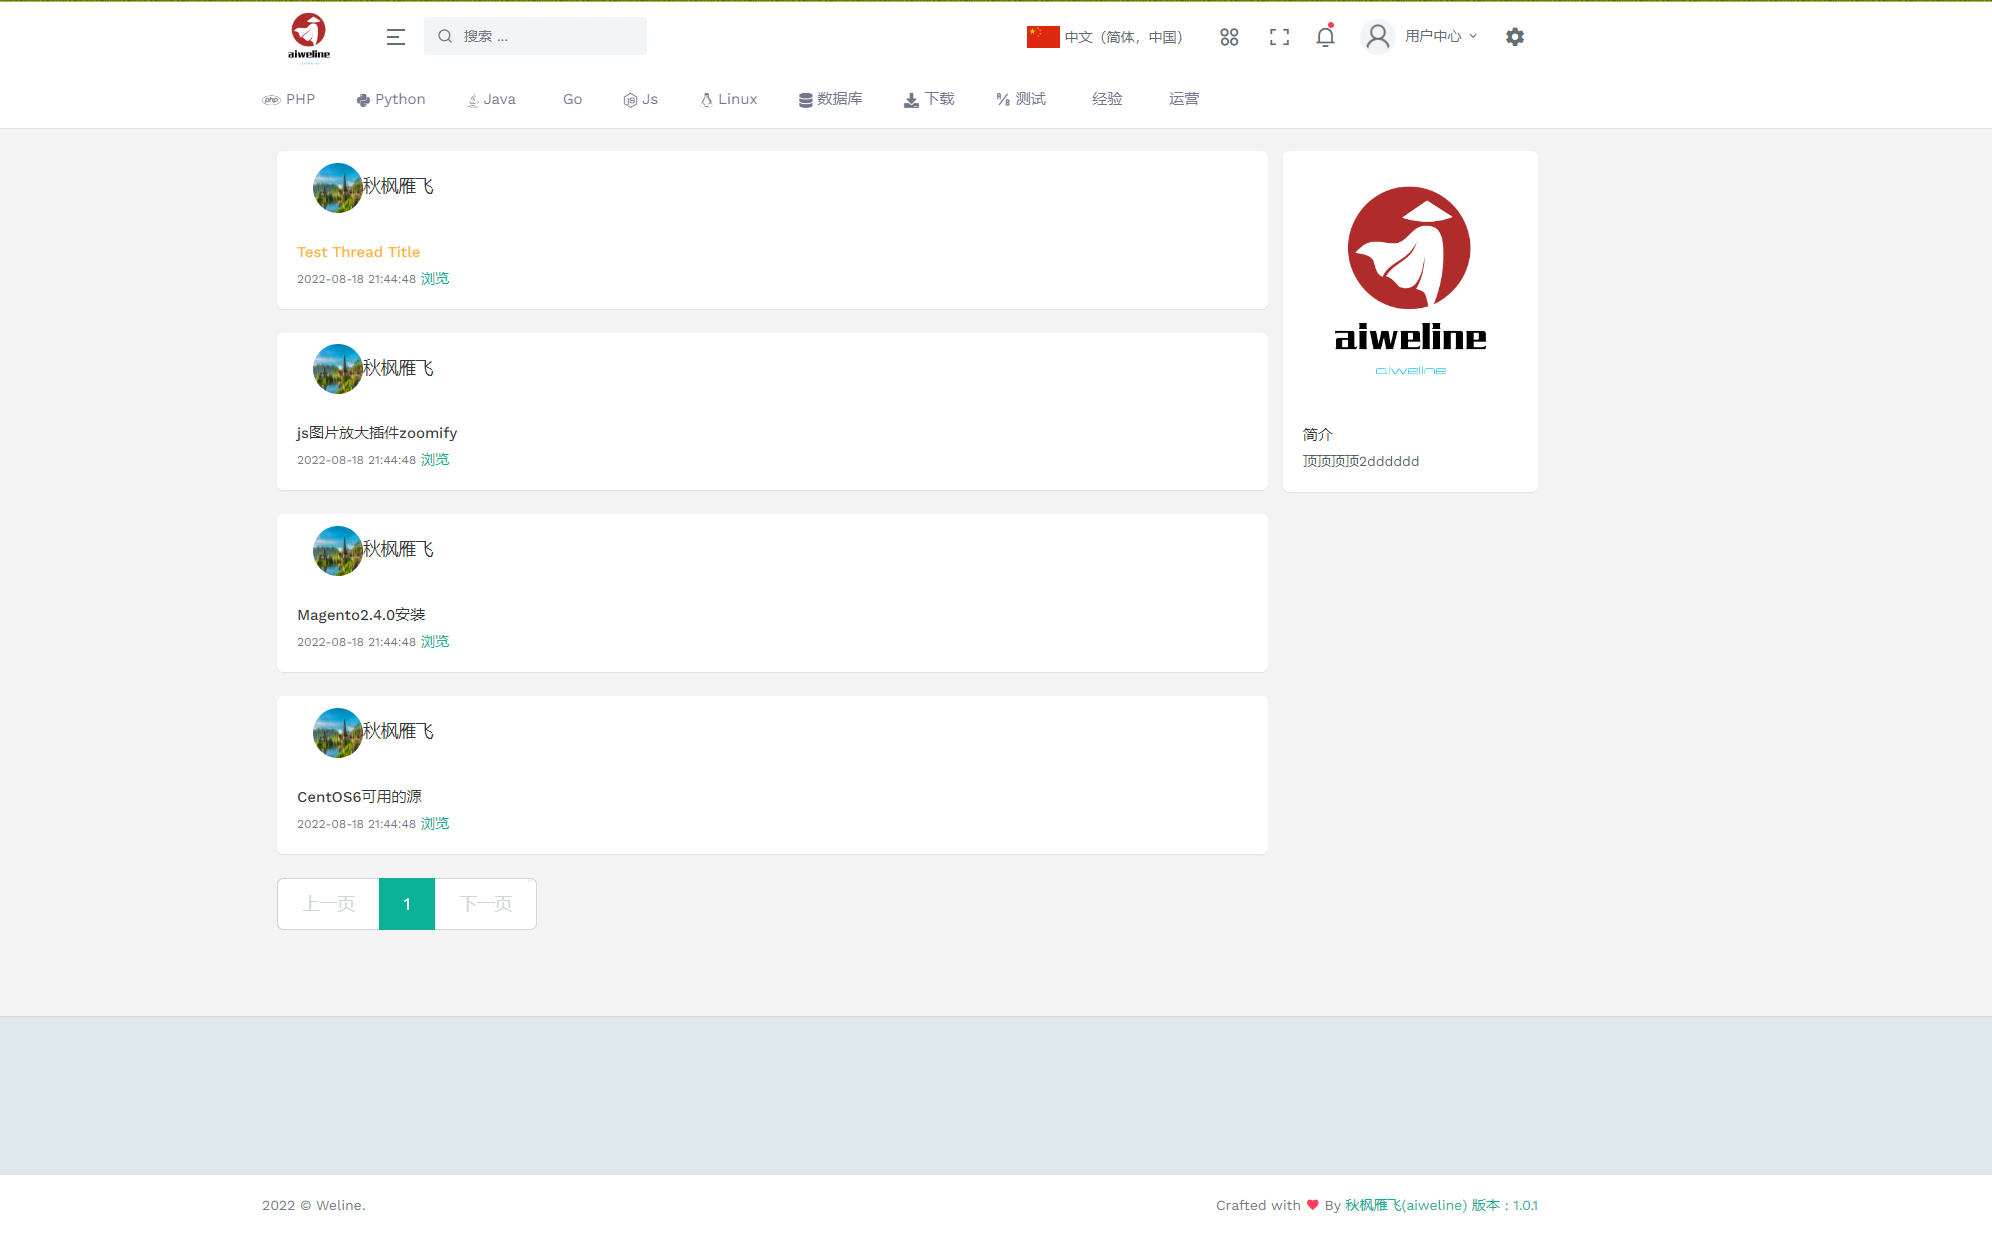 aiweline
aiweline
搜索 ...
中文（简体，中国）
用户中心
PHP
Python
Java
Go
Js
Linux
数据库
下载
测试
经验
运营
秋枫雁飞
Test Thread Title
2022-08-18 21:44:48 浏览
秋枫雁飞
js图片放大插件zoomify
2022-08-18 21:44:48 浏览
秋枫雁飞
Magento2.4.0安装
2022-08-18 21:44:48 浏览
秋枫雁飞
CentOS6可用的源
2022-08-18 21:44:48 浏览
上一页
1
下一页
aiweline
aiweline
简介
顶顶顶顶2dddddd
2022 © Weline.
Crafted with ❤ By 秋枫雁飞(aiweline) 版本 : 1.0.1